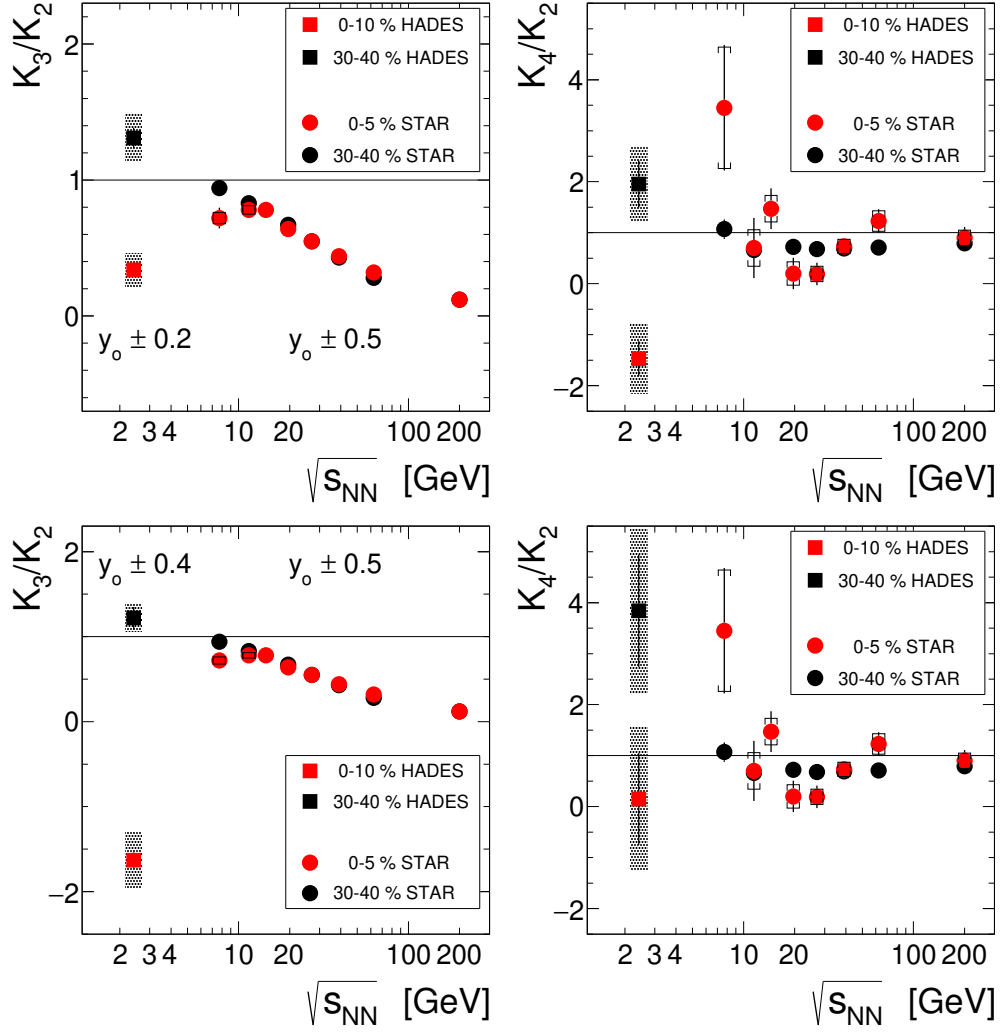 K3/K2
2
1
0
0-10 % HADES
30-40 % HADES
0-5 % STAR
30-40 % STAR
yo ± 0.2
yo ± 0.5
2 3 4 10 20 100 200
√sNN [GeV]
K4/K2
4
2
0
−2
0-10 % HADES
30-40 % HADES
0-5 % STAR
30-40 % STAR
2 3 4 10 20 100 200
√sNN [GeV]
K3/K2
2
0
−2
yo ± 0.4
yo ± 0.5
0-10 % HADES
30-40 % HADES
0-5 % STAR
30-40 % STAR
2 3 4 10 20 100 200
√sNN [GeV]
K4/K2
4
2
0
−2
0-10 % HADES
30-40 % HADES
0-5 % STAR
30-40 % STAR
2 3 4 10 20 100 200
√sNN [GeV]